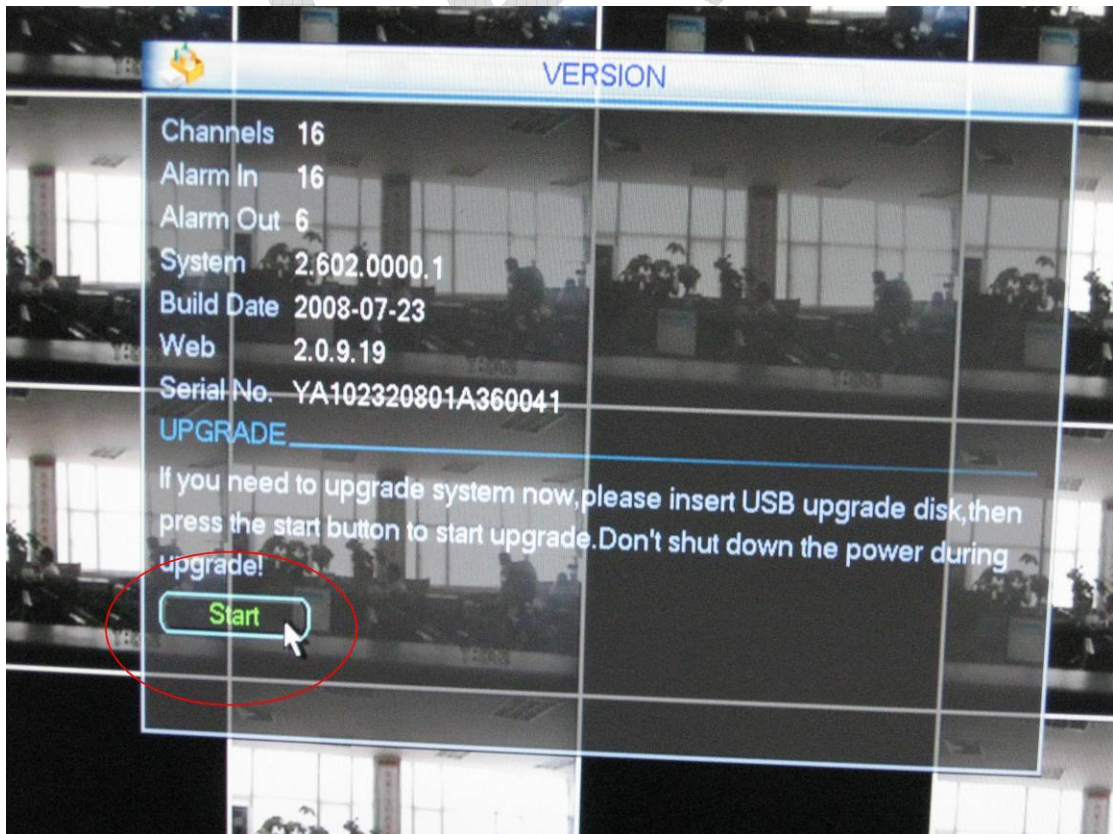 VERSION
Channels 16
Alarm In 16
Alarm Out 6
System 2.602.0000.1
Build Date 2008-07-23
Web 2.0.9.19
Serial No. YA102320801A360041
UPGRADE
If you need to upgrade system now,please insert USB upgrade disk,then
press the start button to start upgrade.Don't shut down the power during
upgrade!
Start